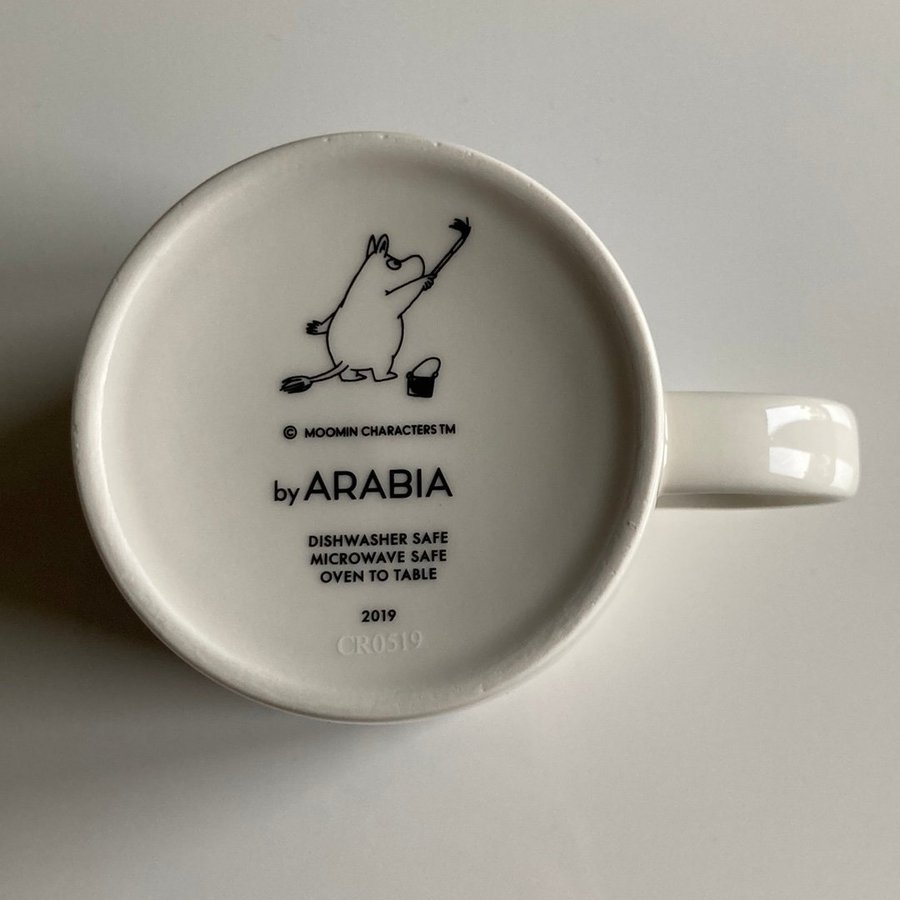 © MOOMIN CHARACTERS TM
by ARABIA
DISHWASHER SAFE
MICROWAVE SAFE
OVEN TO TABLE
2019
CR0519